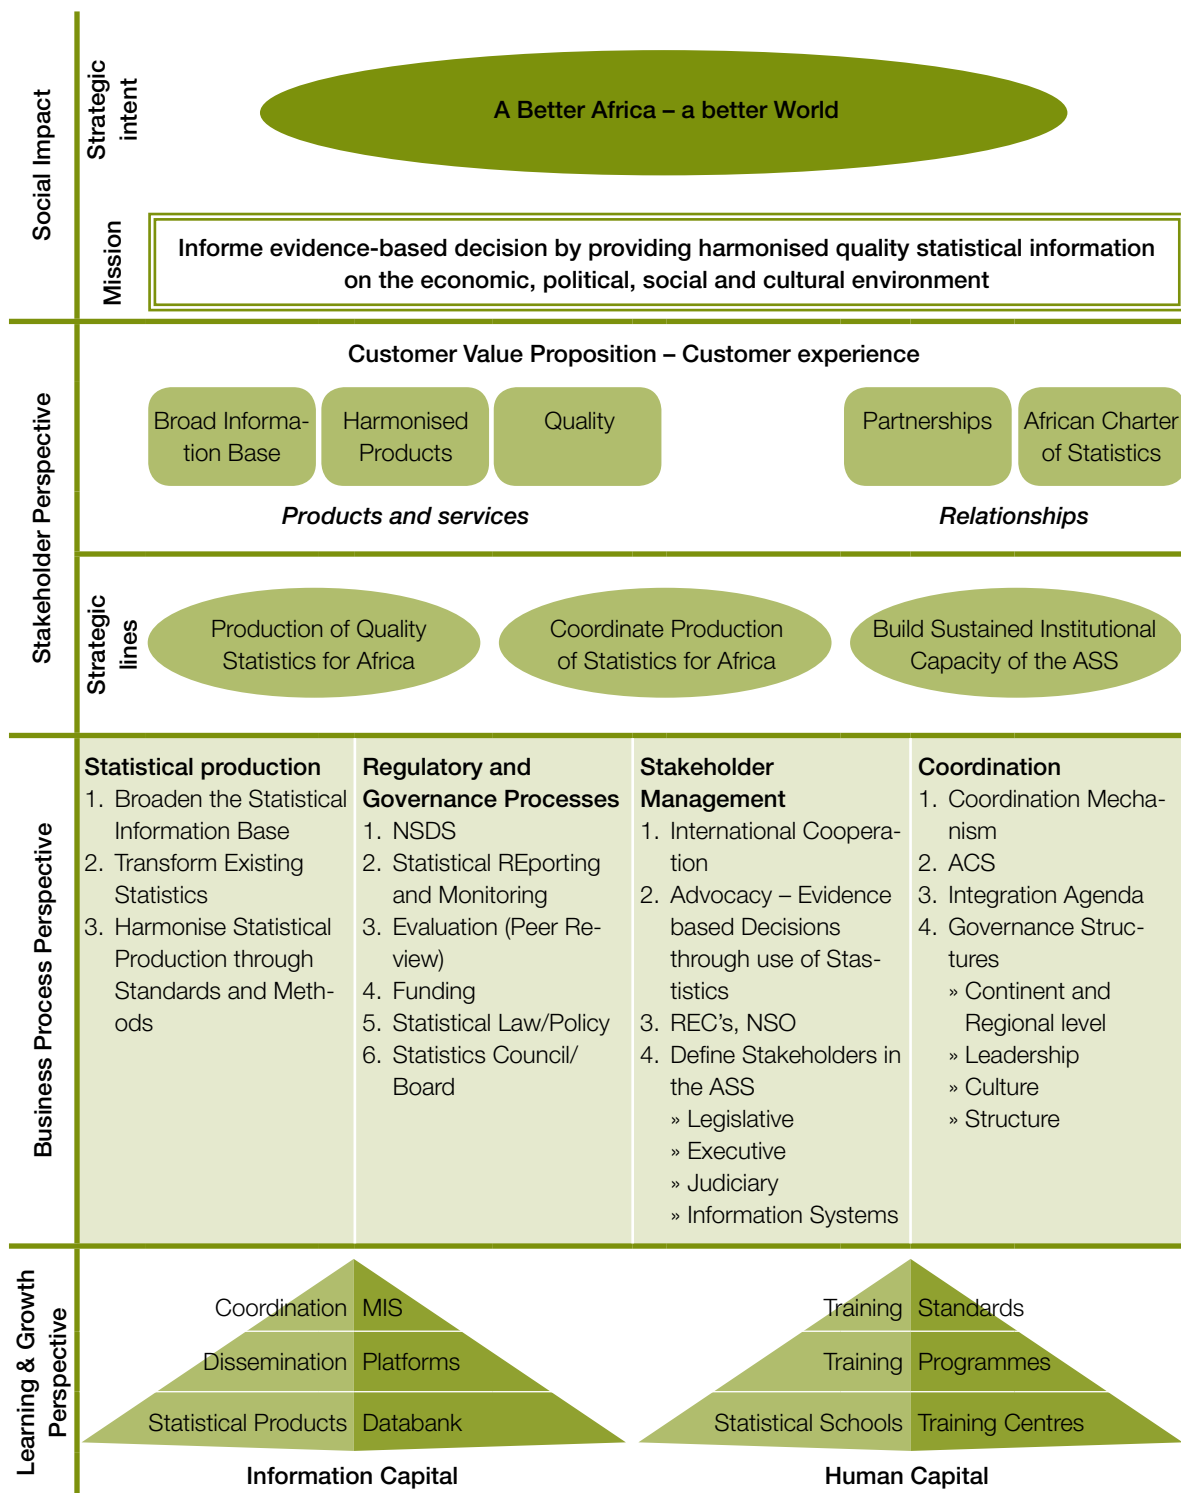 Social Impact
Strategic
intent
A Better Africa – a better World
Mission
Informe evidence-based decision by providing harmonised quality statistical information
on the economic, political, social and cultural environment
Stakeholder Perspective
Customer Value Proposition – Customer experience
Broad Informa-
tion Base
Harmonised
Products
Quality
Partnerships
African Charter
of Statistics
Products and services
Relationships
Strategic
lines
Production of Quality
Statistics for Africa
Coordinate Production
of Statistics for Africa
Build Sustained Institutional
Capacity of the ASS
Business Process Perspective
Statistical production
1. Broaden the Statistical
Information Base
2. Transform Existing
Statistics
3. Harmonise Statistical
Production through
Standards and Meth-
ods
Regulatory and
Governance Processes
1. NSDS
2. Statistical REporting
and Monitoring
3. Evaluation (Peer Re-
view)
4. Funding
5. Statistical Law/Policy
6. Statistics Council/
Board
Stakeholder
Management
1. International Coopera-
tion
2. Advocacy – Evidence
based Decisions
through use of Stas-
tistics
3. REC's, NSO
4. Define Stakeholders in
the ASS
» Legislative
» Executive
» Judiciary
» Information Systems
Coordination
1. Coordination Mecha-
nism
2. ACS
3. Integration Agenda
4. Governance Struc-
tures
» Continent and
Regional level
» Leadership
» Culture
» Structure
Learning & Growth
Perspective
Coordination MIS
Dissemination Platforms
Statistical Products Databank
Information Capital
Training Standards
Training Programmes
Statistical Schools Training Centres
Human Capital